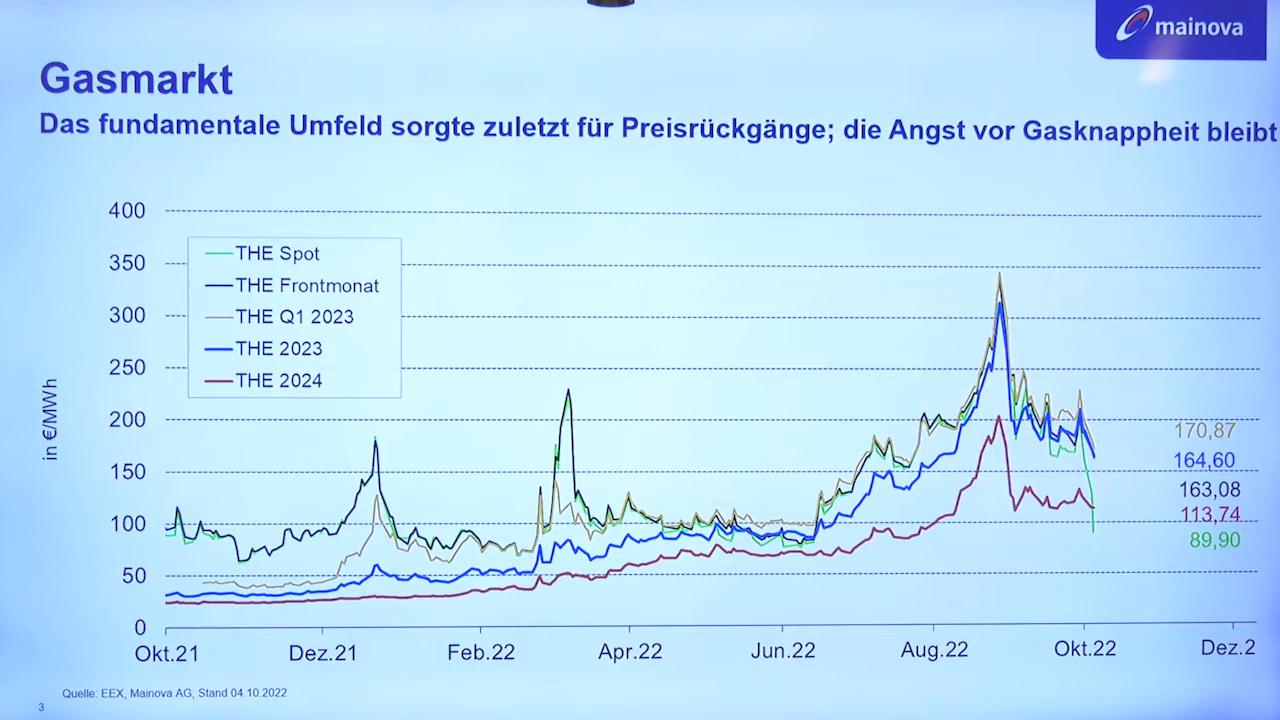 mainova
Gasmarkt
Das fundamentale Umfeld sorgte zuletzt für Preisrückgänge; die Angst vor Gasknappheit bleibt
in €/MWh
400
350
300
250
200
150
100
50
0
THE Spot
THE Frontmonat
THE Q1 2023
THE 2023
THE 2024
170,87
164,60
163,08
113,74
89,90
Okt.21
Dez.21
Feb.22
Apr.22
Jun.22
Aug.22
Okt.22
Dez.2
Quelle: EEX, Mainova AG, Stand 04.10.2022
3